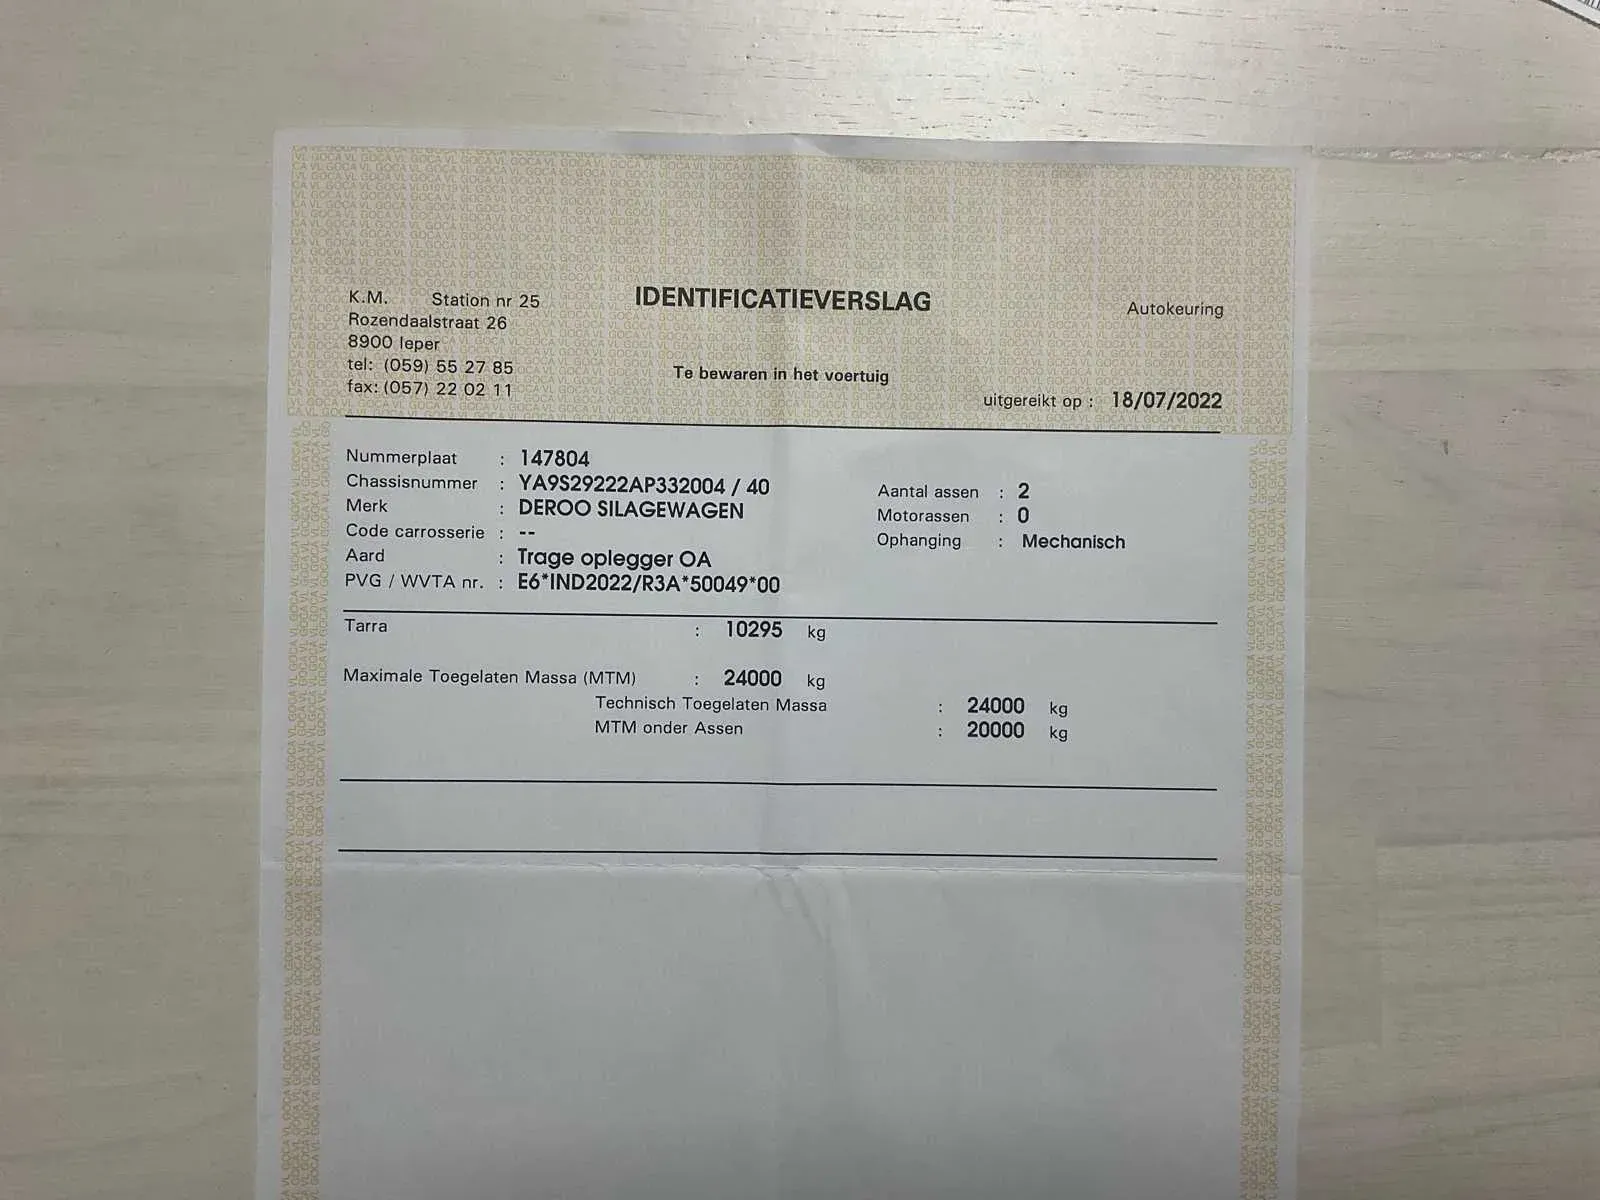 K.M. Station nr 25
Rozendaalstraat 26
8900 Ieper
tel: (059) 55 27 85
fax: (057) 22 02 11
IDENTIFICATIEVERSLAG
Te bewaren in het voertuig
Autokeuring
uitgereikt op : 18/07/2022
Nummerplaat : 147804
Chassisnummer : YA9S29222AP332004 / 40
Merk : DEROO SILAGEWAGEN
Code carrosserie : --
Aard : Trage oplegger OA
PVG / WVTA nr. : E6*IND2022/R3A*50049*00
Aantal assen : 2
Motorassen : 0
Ophanging : Mechanisch
Tarra : 10295 kg
Maximale Toegelaten Massa (MTM) : 24000 kg
Technisch Toegelaten Massa : 24000 kg
MTM onder Assen : 20000 kg